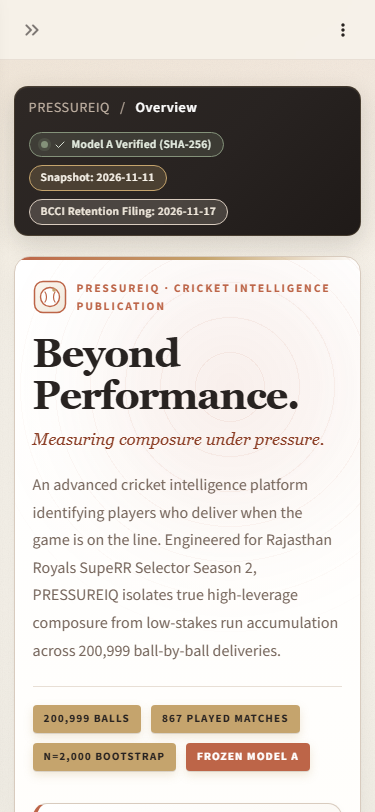 PRESSUREIQ / Overview
Model A Verified (SHA-256)
Snapshot: 2026-11-11
BCCI Retention Filing: 2026-11-17
PRESSUREIQ · CRICKET INTELLIGENCE
PUBLICATION
Beyond
Performance.
Measuring composure under pressure.
An advanced cricket intelligence platform
identifying players who deliver when the
game is on the line. Engineered for Rajasthan
Royals SupeRR Selector Season 2,
PRESSUREIQ isolates true high-leverage
composure from low-stakes run accumulation
across 200,999 ball-by-ball deliveries.
200,999 BALLS 867 PLAYED MATCHES
N=2,000 BOOTSTRAP FROZEN MODEL A